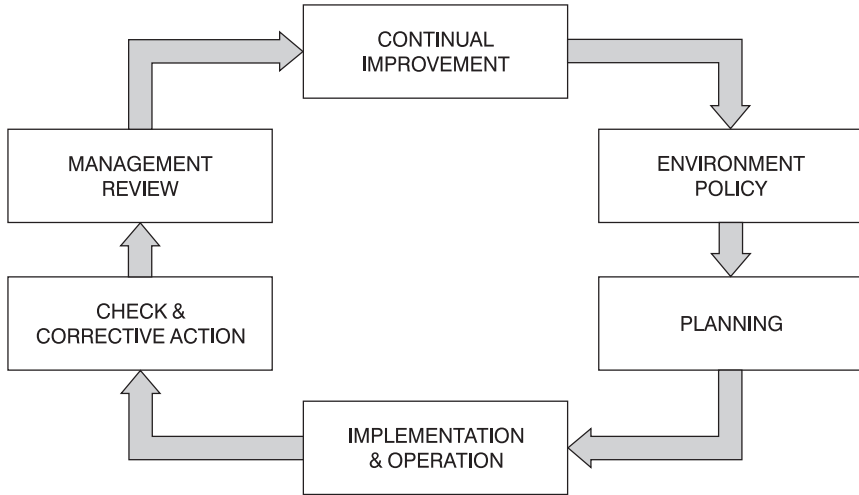 CONTINUAL
IMPROVEMENT
MANAGEMENT
REVIEW
ENVIRONMENT
POLICY
CHECK &
CORRECTIVE ACTION
PLANNING
IMPLEMENTATION
& OPERATION